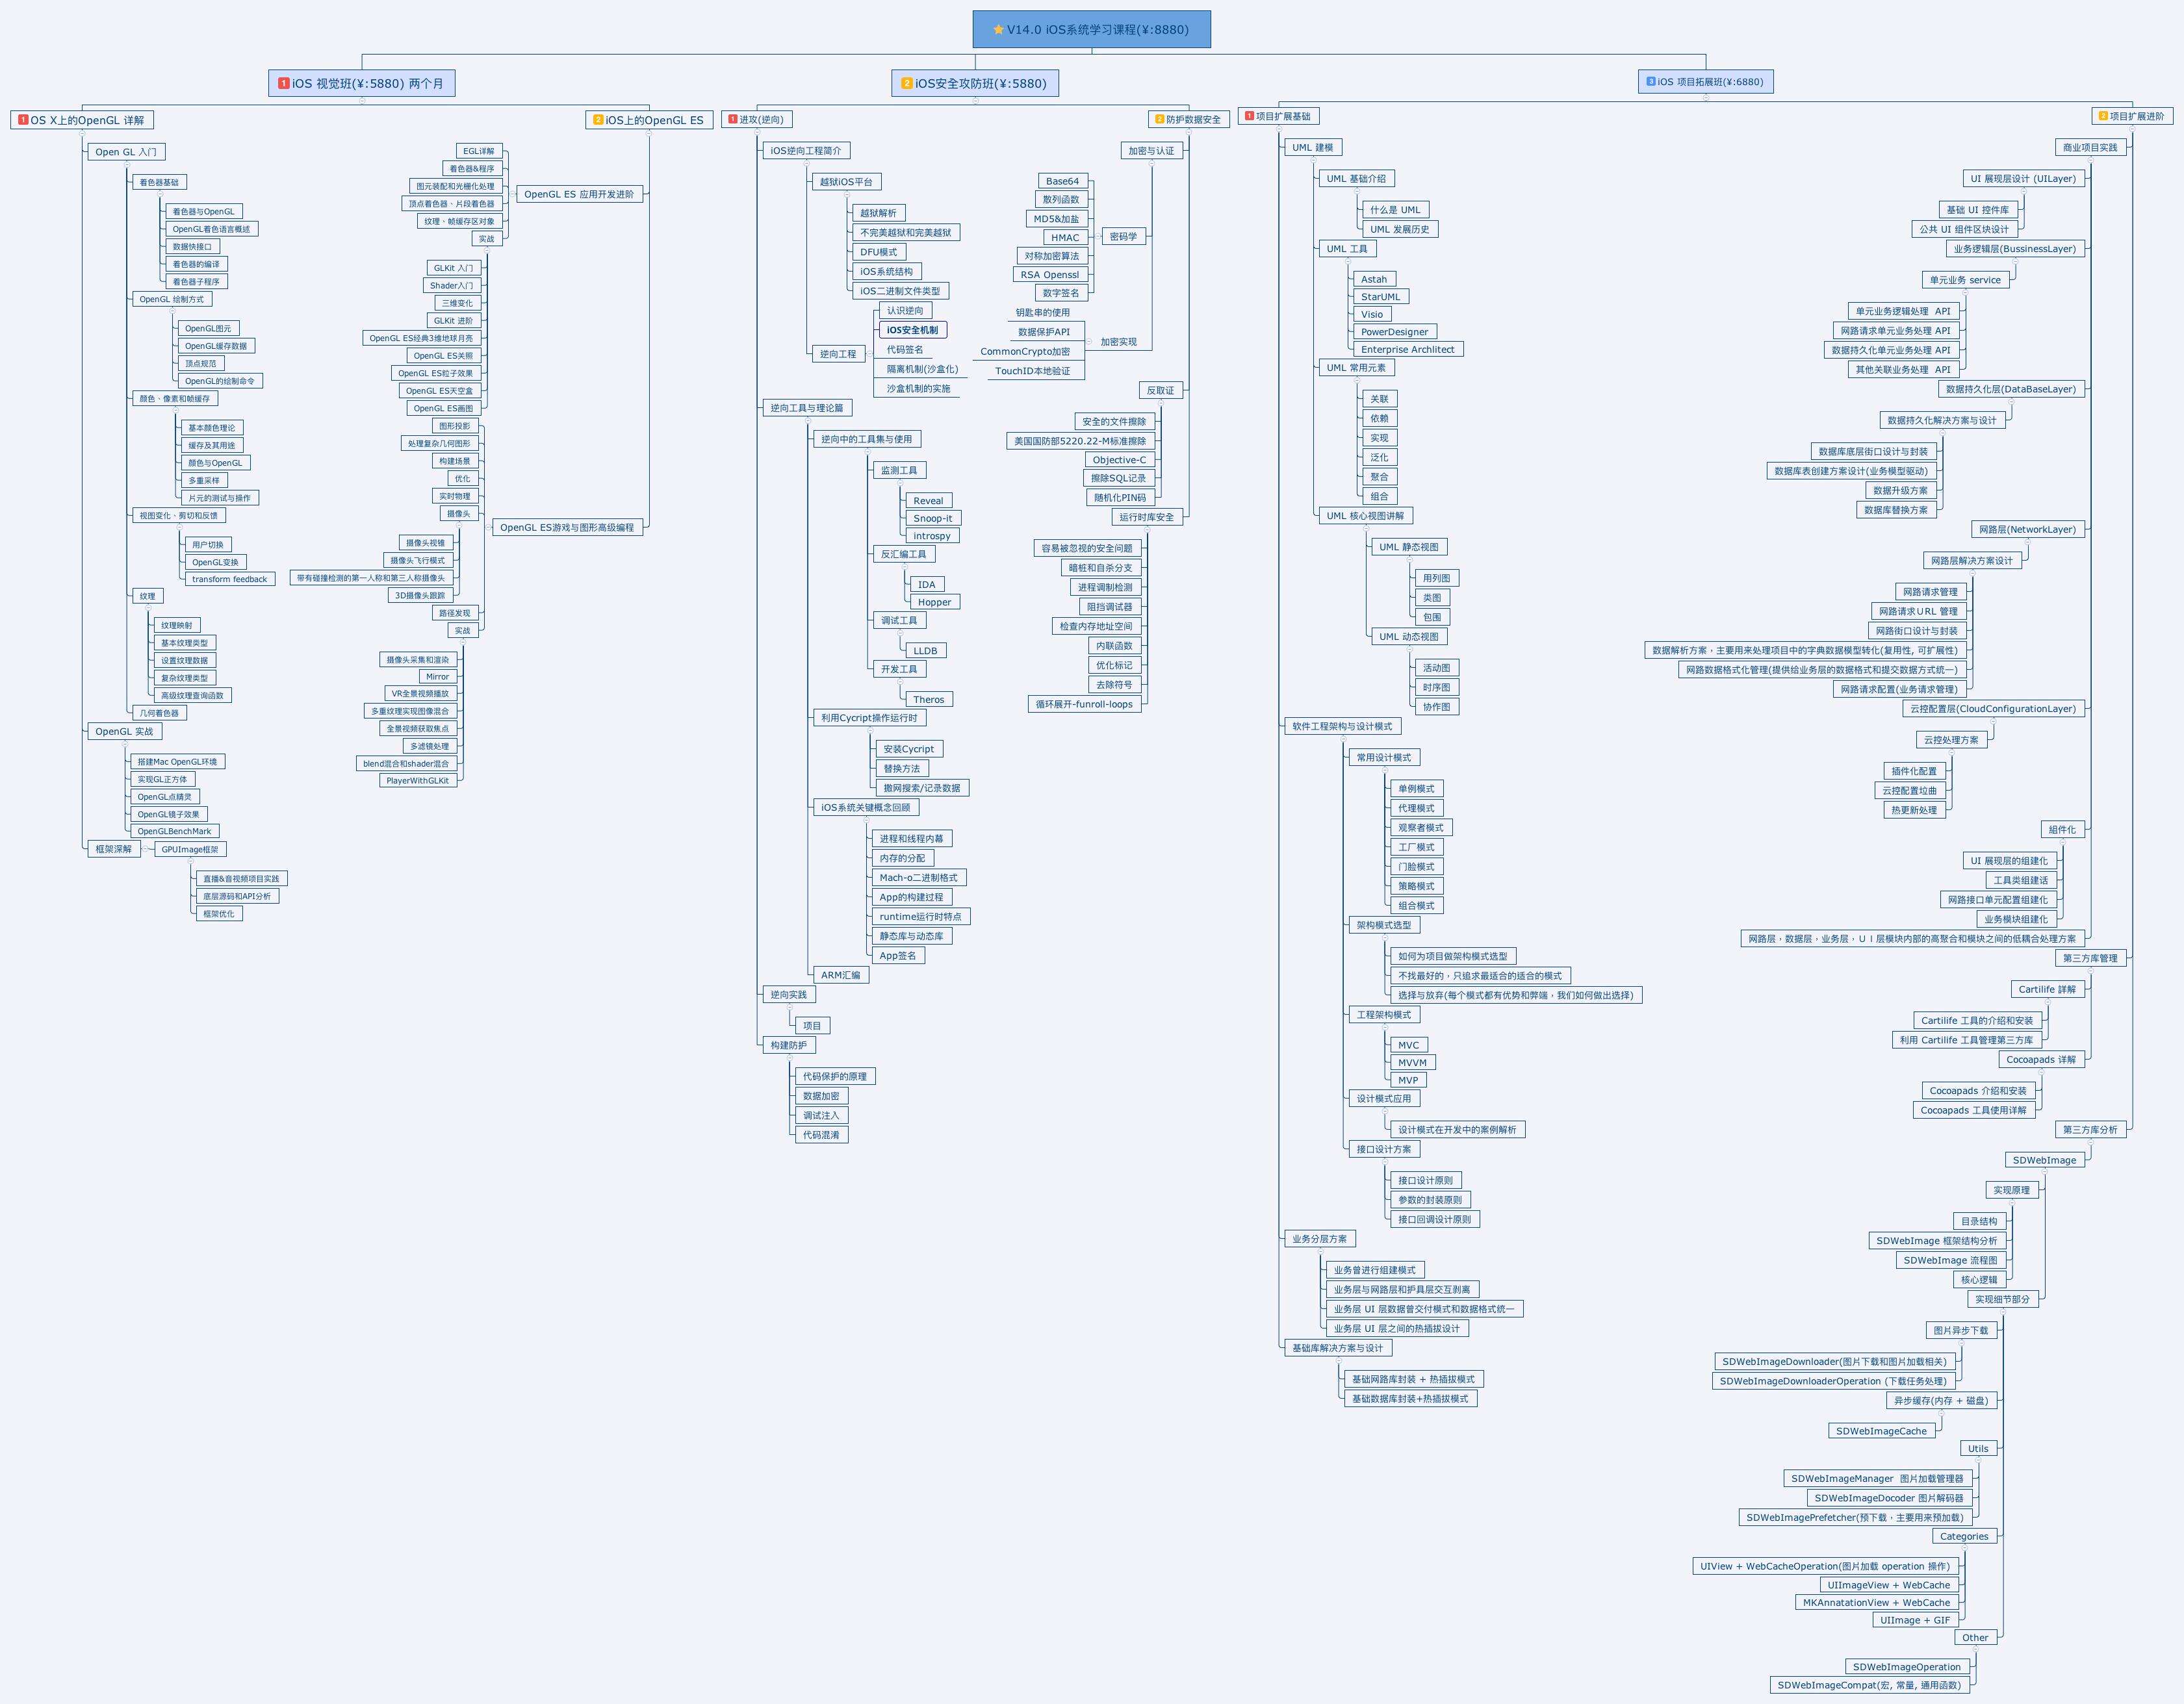 V14.0 iOS系统学习课程(¥:8880)
1 iOS 视觉班(¥:5880) 两个月
1 OS X上的OpenGL 详解
Open GL 入门
着色器基础
着色器与OpenGL
OpenGL着色语言概述
数据快接口
着色器的编译
着色器子程序
OpenGL 绘制方式
OpenGL图元
OpenGL缓存数据
顶点规范
OpenGL的绘制命令
颜色、像素和帧缓存
基本颜色理论
缓存及其用途
颜色与OpenGL
多重采样
片元的测试与操作
视图变化、剪切和反馈
用户切换
OpenGL变换
transform feedback
纹理
纹理映射
基本纹理类型
设置纹理数据
复杂纹理类型
高级纹理查询函数
几何着色器
OpenGL 实战
搭建Mac OpenGL环境
实现GL正方体
OpenGL点精灵
OpenGL镜子效果
OpenGLBenchMark
框架深解
GPUImage框架
直播&音视频项目实践
底层源码和API分析
框架优化
2 iOS上的OpenGL ES
OpenGL ES 应用开发进阶
EGL详解
着色器&程序
图元装配和光栅化处理
顶点着色器、片段着色器
纹理、帧缓存区对象
实战
GLKit 入门
Shader入门
三维变化
GLKit 进阶
OpenGL ES经典3维地球月亮
OpenGL ES关照
OpenGL ES粒子效果
OpenGL ES天空盒
OpenGL ES画图
OpenGL ES游戏与图形高级编程
图形投影
处理复杂几何图形
构建场景
优化
实时物理
摄像头
摄像头视锥
摄像头飞行模式
带有碰撞检测的第一人称和第三人称摄像头
3D摄像头跟踪
路径发现
实战
摄像头采集和渲染
Mirror
VR全景视频播放
多重纹理实现图像混合
全景视频获取焦点
多滤镜处理
blend混合和shader混合
PlayerWithGLKit
2 iOS安全攻防班(¥:5880)
1 进攻(逆向)
iOS逆向工程简介
越狱iOS平台
越狱解析
不完美越狱和完美越狱
DFU模式
iOS系统结构
iOS二进制文件类型
逆向工程
认识逆向
iOS安全机制
代码签名
隔离机制(沙盒化)
沙盒机制的实施
逆向工具与理论篇
逆向中的工具集与使用
监测工具
Reveal
Snoop-it
introspy
反汇编工具
IDA
Hopper
调试工具
LLDB
开发工具
Theros
利用Cycript操作运行时
安装Cycript
替换方法
撒网搜索/记录数据
iOS系统关键概念回顾
进程和线程内幕
内存的分配
Mach-o二进制格式
App的构建过程
runtime运行时特点
静态库与动态库
App签名
ARM汇编
逆向实践
项目
构建防护
代码保护的原理
数据加密
调试注入
代码混淆
2 防护数据安全
加密与认证
密码学
Base64
散列函数
MD5&加盐
HMAC
对称加密算法
RSA Openssl
数字签名
加密实现
钥匙串的使用
数据保护API
CommonCrypto加密
TouchID本地验证
反取证
安全的文件擦除
美国国防部5220.22-M标准擦除
Objective-C
擦除SQL记录
随机化PIN码
运行时库安全
容易被忽视的安全问题
暗桩和自杀分支
进程调制检测
阻挡调试器
检查内存地址空间
内联函数
优化标记
去除符号
循环展开-funroll-loops
3 iOS 项目拓展班(¥:6880)
1 项目扩展基础
UML 建模
UML 基础介绍
什么是 UML
UML 发展历史
UML 工具
Astah
StarUML
Visio
PowerDesigner
Enterprise Architect
UML 常用元素
关联
依赖
实现
泛化
聚合
组合
UML 核心视图讲解
UML 静态视图
用列图
类图
包围
UML 动态视图
活动图
时序图
协作图
软件工程架构与设计模式
常用设计模式
单例模式
代理模式
观察者模式
工厂模式
门脸模式
策略模式
组合模式
架构模式选型
如何为项目做架构模式选型
不找最好的，只追求最适合的适合的模式
选择与放弃(每个模式都有优势和弊端，我们如何做出选择)
工程架构模式
MVC
MVVM
MVP
设计模式应用
设计模式在开发中的案例解析
接口设计方案
接口设计原则
参数的封装原则
接口回调设计原则
业务分层方案
业务曾进行组建模式
业务层与网路层和护具层交互剥离
业务层 UI 层数据曾交付模式和数据格式统一
业务层 UI 层之间的热插拔设计
基础库解决方案与设计
基础网路库封装 + 热插拔模式
基础数据库封装+热插拔模式
2 项目扩展进阶
商业项目实践
UI 展现层设计 (UILayer)
基础 UI 控件库
公共 UI 组件区块设计
业务逻辑层(BussinessLayer)
单元业务 service
单元业务逻辑处理 API
网路请求单元业务处理 API
数据持久化单元业务处理 API
其他关联业务处理 API
数据持久化层(DataBaseLayer)
数据持久化解决方案与设计
数据库底层街口设计与封装
数据库表创建方案设计(业务模型驱动)
数据升级方案
数据库替换方案
网路层(NetworkLayer)
网路层解决方案设计
网路请求管理
网路请求URL 管理
网路街口设计与封装
数据解析方案，主要用来处理项目中的字典数据模型转化(复用性, 可扩展性)
网路数据格式化管理(提供给业务层的数据格式和提交数据方式统一)
网路请求配置(业务请求管理)
云控配置层(CloudConfigurationLayer)
云控处理方案
插件化配置
云控配置垃曲
热更新处理
組件化
UI 展现层的组建化
工具类组建话
网路接口单元配置组建化
业务模块组建化
网路层，数据层，业务层，ＵＩ层模块内部的高聚合和模块之间的低耦合处理方案
第三方库管理
Cartilife 詳解
Cartilife 工具的介绍和安装
利用 Cartilife 工具管理第三方库
Cocoapads 详解
Cocoapads 介绍和安装
Cocoapads 工具使用详解
第三方库分析
SDWebImage
实现原理
目录结构
SDWebImage 框架结构分析
SDWebImage 流程图
核心逻辑
实现细节部分
图片异步下载
SDWebImageDownloader(图片下载和图片加载相关)
SDWebImageDownloaderOperation (下载任务处理)
异步缓存(内存 + 磁盘)
SDWebImageCache
Utils
SDWebImageManager 图片加载管理器
SDWebImageDocoder 图片解码器
SDWebImagePrefetcher(预下载，主要用来预加载)
Categories
UIView + WebCacheOperation(图片加载 operation 操作)
UIImageView + WebCache
MKAnnatationView + WebCache
UIImage + GIF
Other
SDWebImageOperation
SDWebImageCompat(宏, 常量, 通用函数)